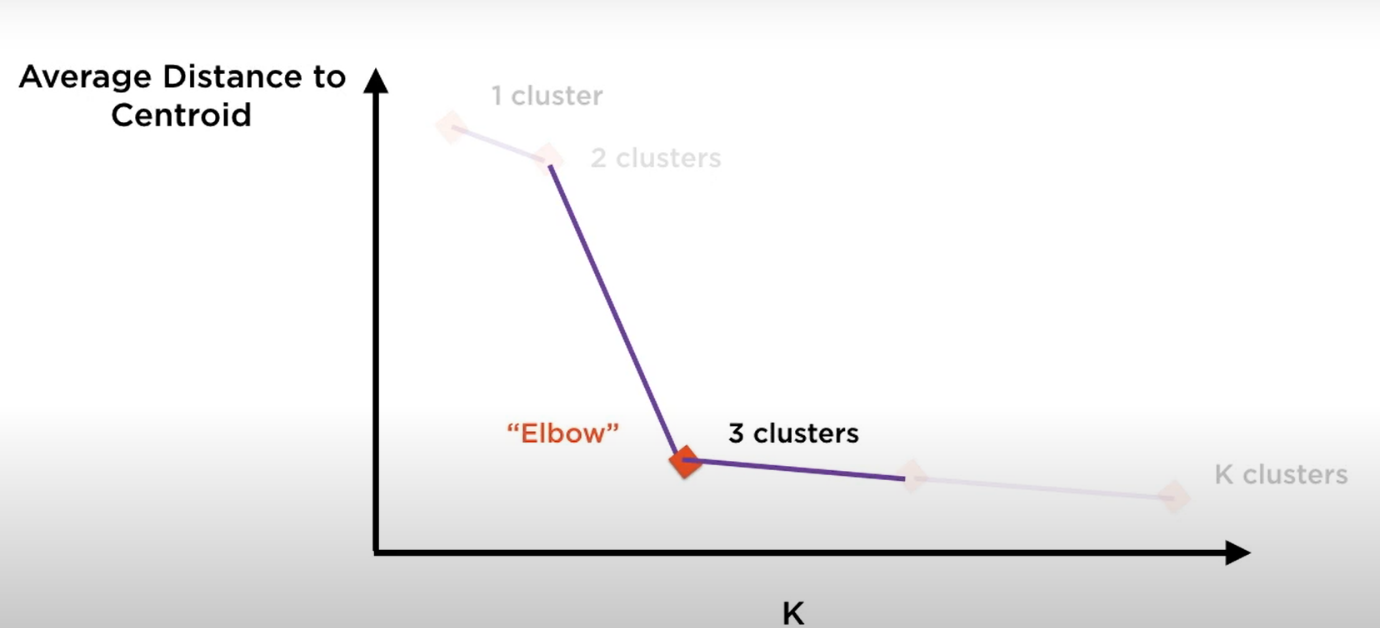 Average Distance to
Centroid
1 cluster
2 clusters
“Elbow”
3 clusters
K clusters
K